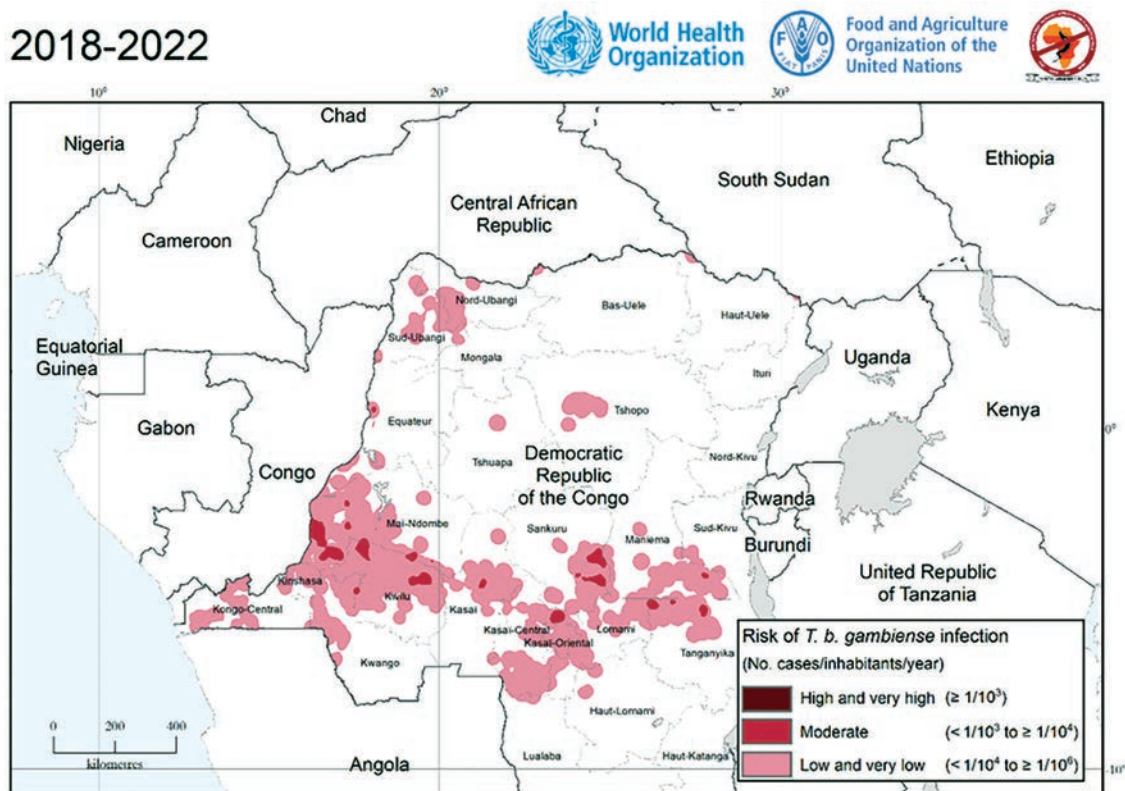 2018-2022
World Health
Organization
F A O
FIAT PANIS
Food and Agriculture
Organization of the
United Nations
10°
20°
30°
Chad
Nigeria
Ethiopia
South Sudan
Central African
Republic
Cameroon
Nord-Ubangi
Bas-Uele
Haut-Uele
Sud-Ubangi
Equatorial
Guinea
Mongala
Uganda
Ituri
Gabon
Equateur
Tshopo
Kenya
0°
Congo
Tshuapa
Democratic
Republic
of the Congo
Nord-Kivu
Rwanda
Mai-Ndombe
Sankuru
Maniema
Sud-Kivu
Burundi
Kinshasa
United Republic
of Tanzania
Kongo-Central
Kwilu
Kasai
Kasai-Central
Lomami
Kasai-Oriental
Tanganyika
Kwango
Haut-Lomami
Lualaba
Haut-Katanga
Angola
0 200 400
kilometres
Risk of T. b. gambiense infection
(No. cases/inhabitants/year)
High and very high (≥ 1/10³)
Moderate (< 1/10³ to ≥ 1/10⁴)
Low and very low (< 1/10⁴ to ≥ 1/10⁶)
-10°